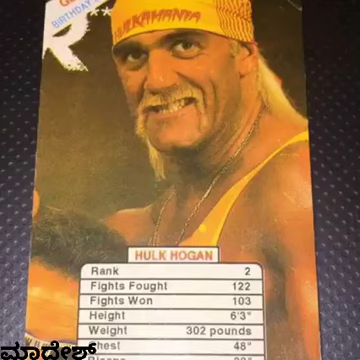 BIRTHDAY
HULKAMANIA
HULK HOGAN
Rank 2
Fights Fought 122
Fights Won 103
Height 6'3"
Weight 302 pounds
Chest 48"
ಮಾದೇಶ್